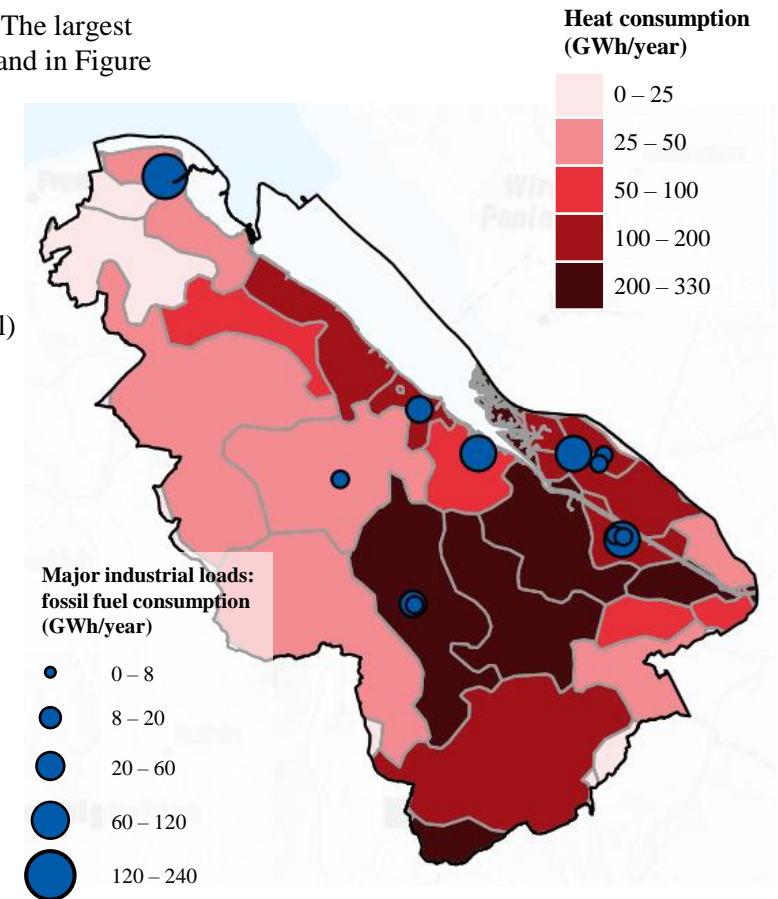 The largest
and in Figure
l)
Heat consumption
(GWh/year)
0 – 25
25 – 50
50 – 100
100 – 200
200 – 330
Major industrial loads:
fossil fuel consumption
(GWh/year)
0 – 8
8 – 20
20 – 60
60 – 120
120 – 240